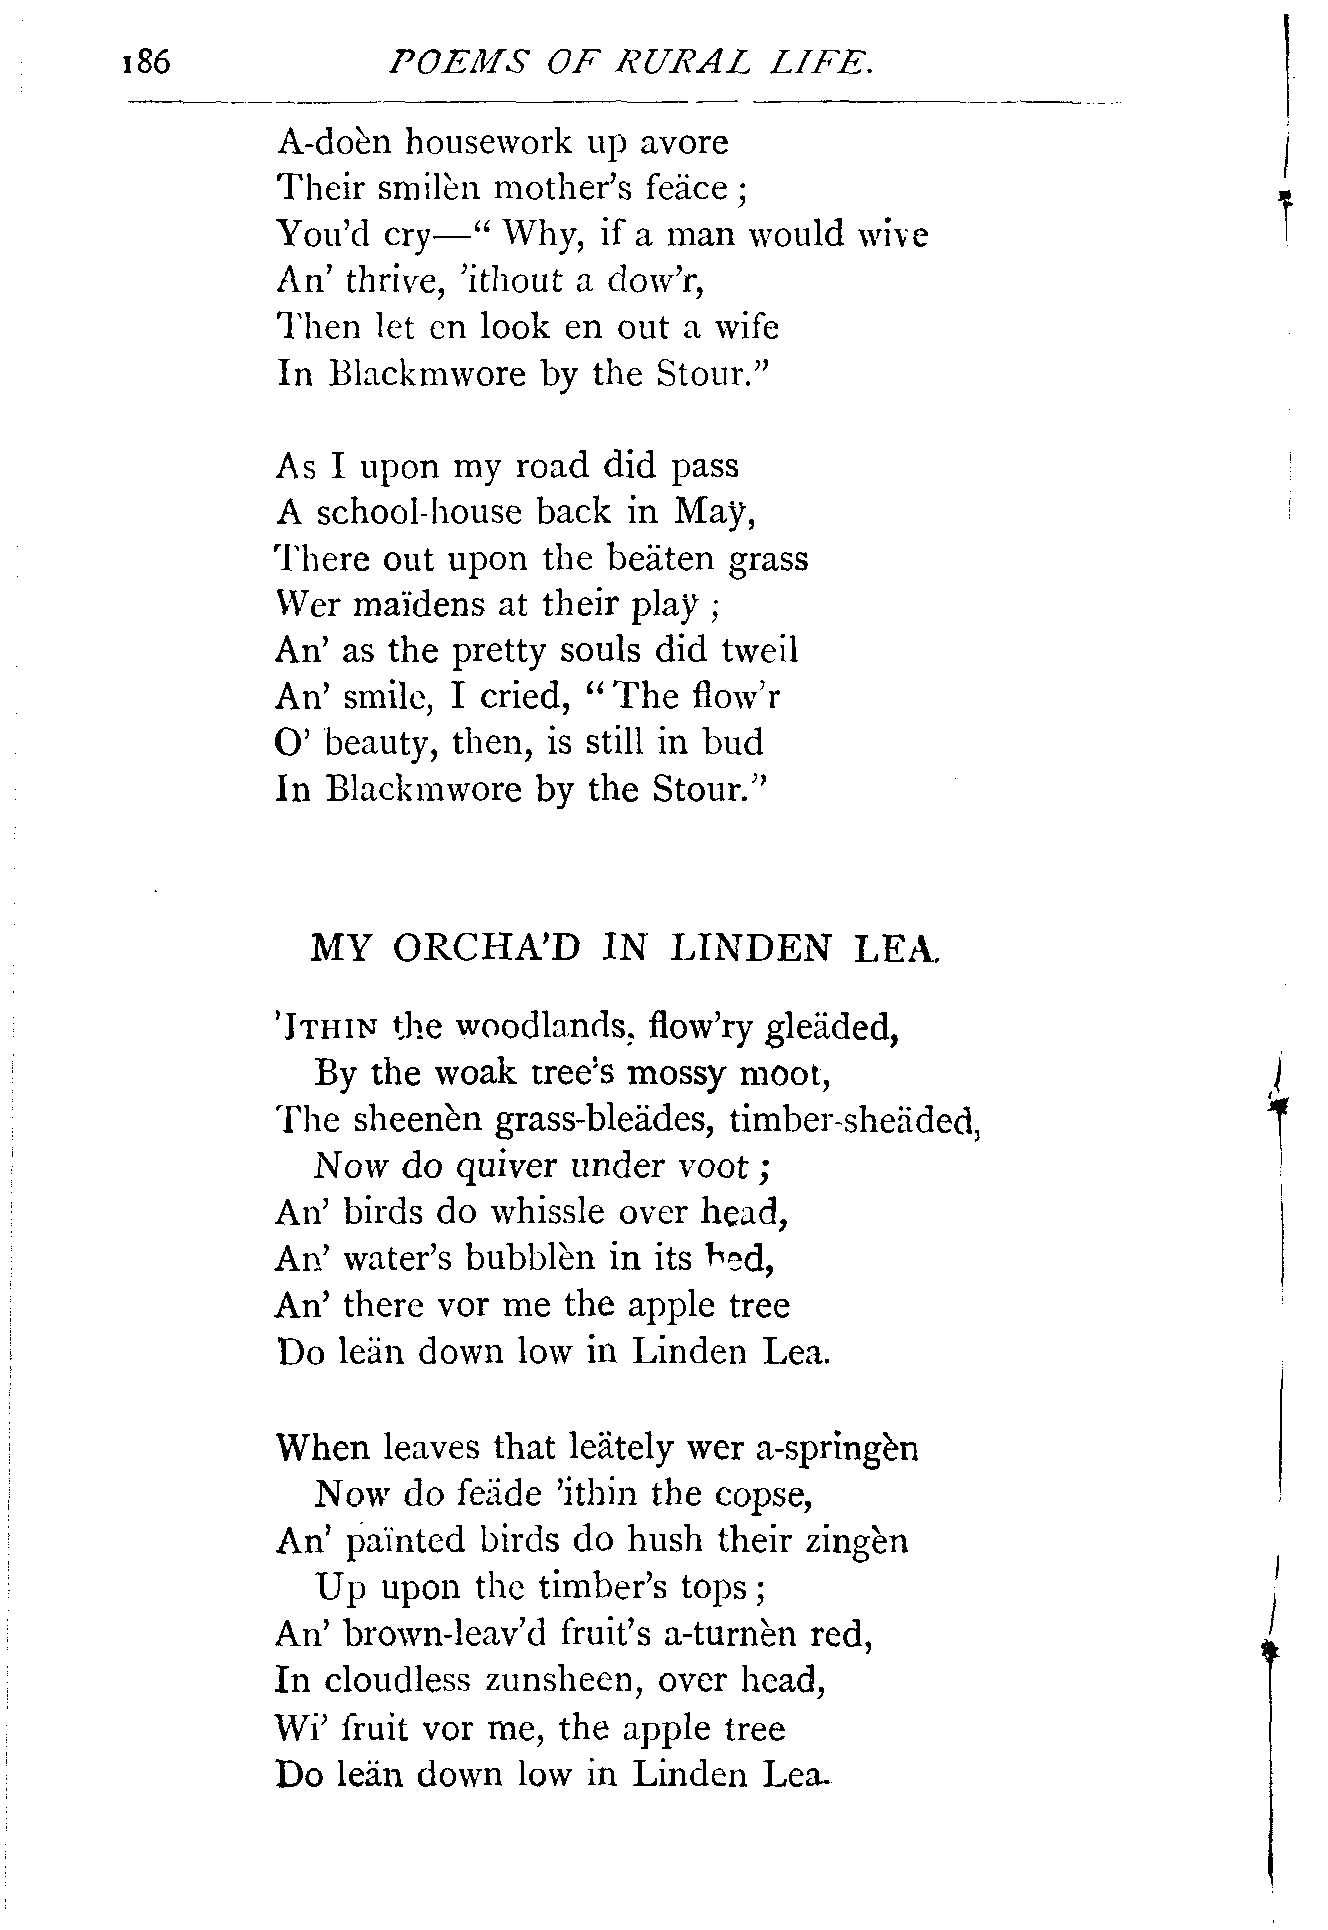 186 POEMS OF RURAL LIFE.
A-doèn housework up avore
Their smilèn mother's feäce ;
You'd cry—“ Why, if a man would wive
An' thrive, 'ithout a dow'r,
Then let en look en out a wife
In Blackmwore by the Stour.”
As I upon my road did pass
A school-house back in Maÿ,
There out upon the beäten grass
Wer maïdens at their plaÿ ;
An' as the pretty souls did tweil
An' smile, I cried, “ The flow'r
O' beauty, then, is still in bud
In Blackmwore by the Stour.”
MY ORCHA'D IN LINDEN LEA.
'ITHIN the woodlands, flow'ry gleäded,
By the woak tree's mossy moot,
The sheenèn grass-bleädes, timber-sheäded,
Now do quiver under voot ;
An' birds do whissle over head,
An' water's bubblèn in its bed,
An' there vor me the apple tree
Do leän down low in Linden Lea.
When leaves that leätely wer a-springèn
Now do feäde 'ithin the copse,
An' païnted birds do hush their zingèn
Up upon the timber's tops ;
An' brown-leav'd fruit's a-turnèn red,
In cloudless zunsheen, over head,
Wi' fruit vor me, the apple tree
Do leän down low in Linden Lea.